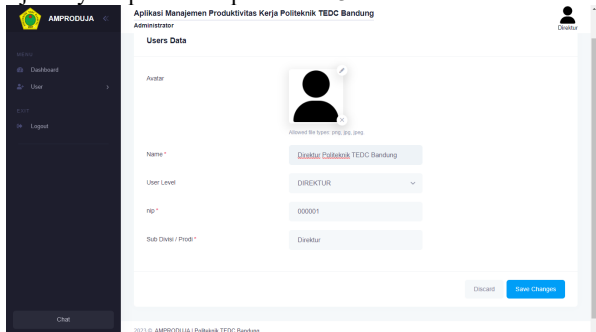 AMPRODUJA
Aplikasi Manajemen Produktivitas Kerja Politeknik TEDC Bandung
Administrator
Direktur
Users Data
MENU
Dashboard
User
EXIT
Logout
Avatar
Allowed file types: png, jpg, jpeg.
Name *
Direktur Politeknik TEDC Bandung
User Level
DIREKTUR
nip *
000001
Sub Divisi / Prodi *
Direktur
Discard
Save Changes
Chat
2023 © AMPRODUJA | Politeknik TEDC Bandung